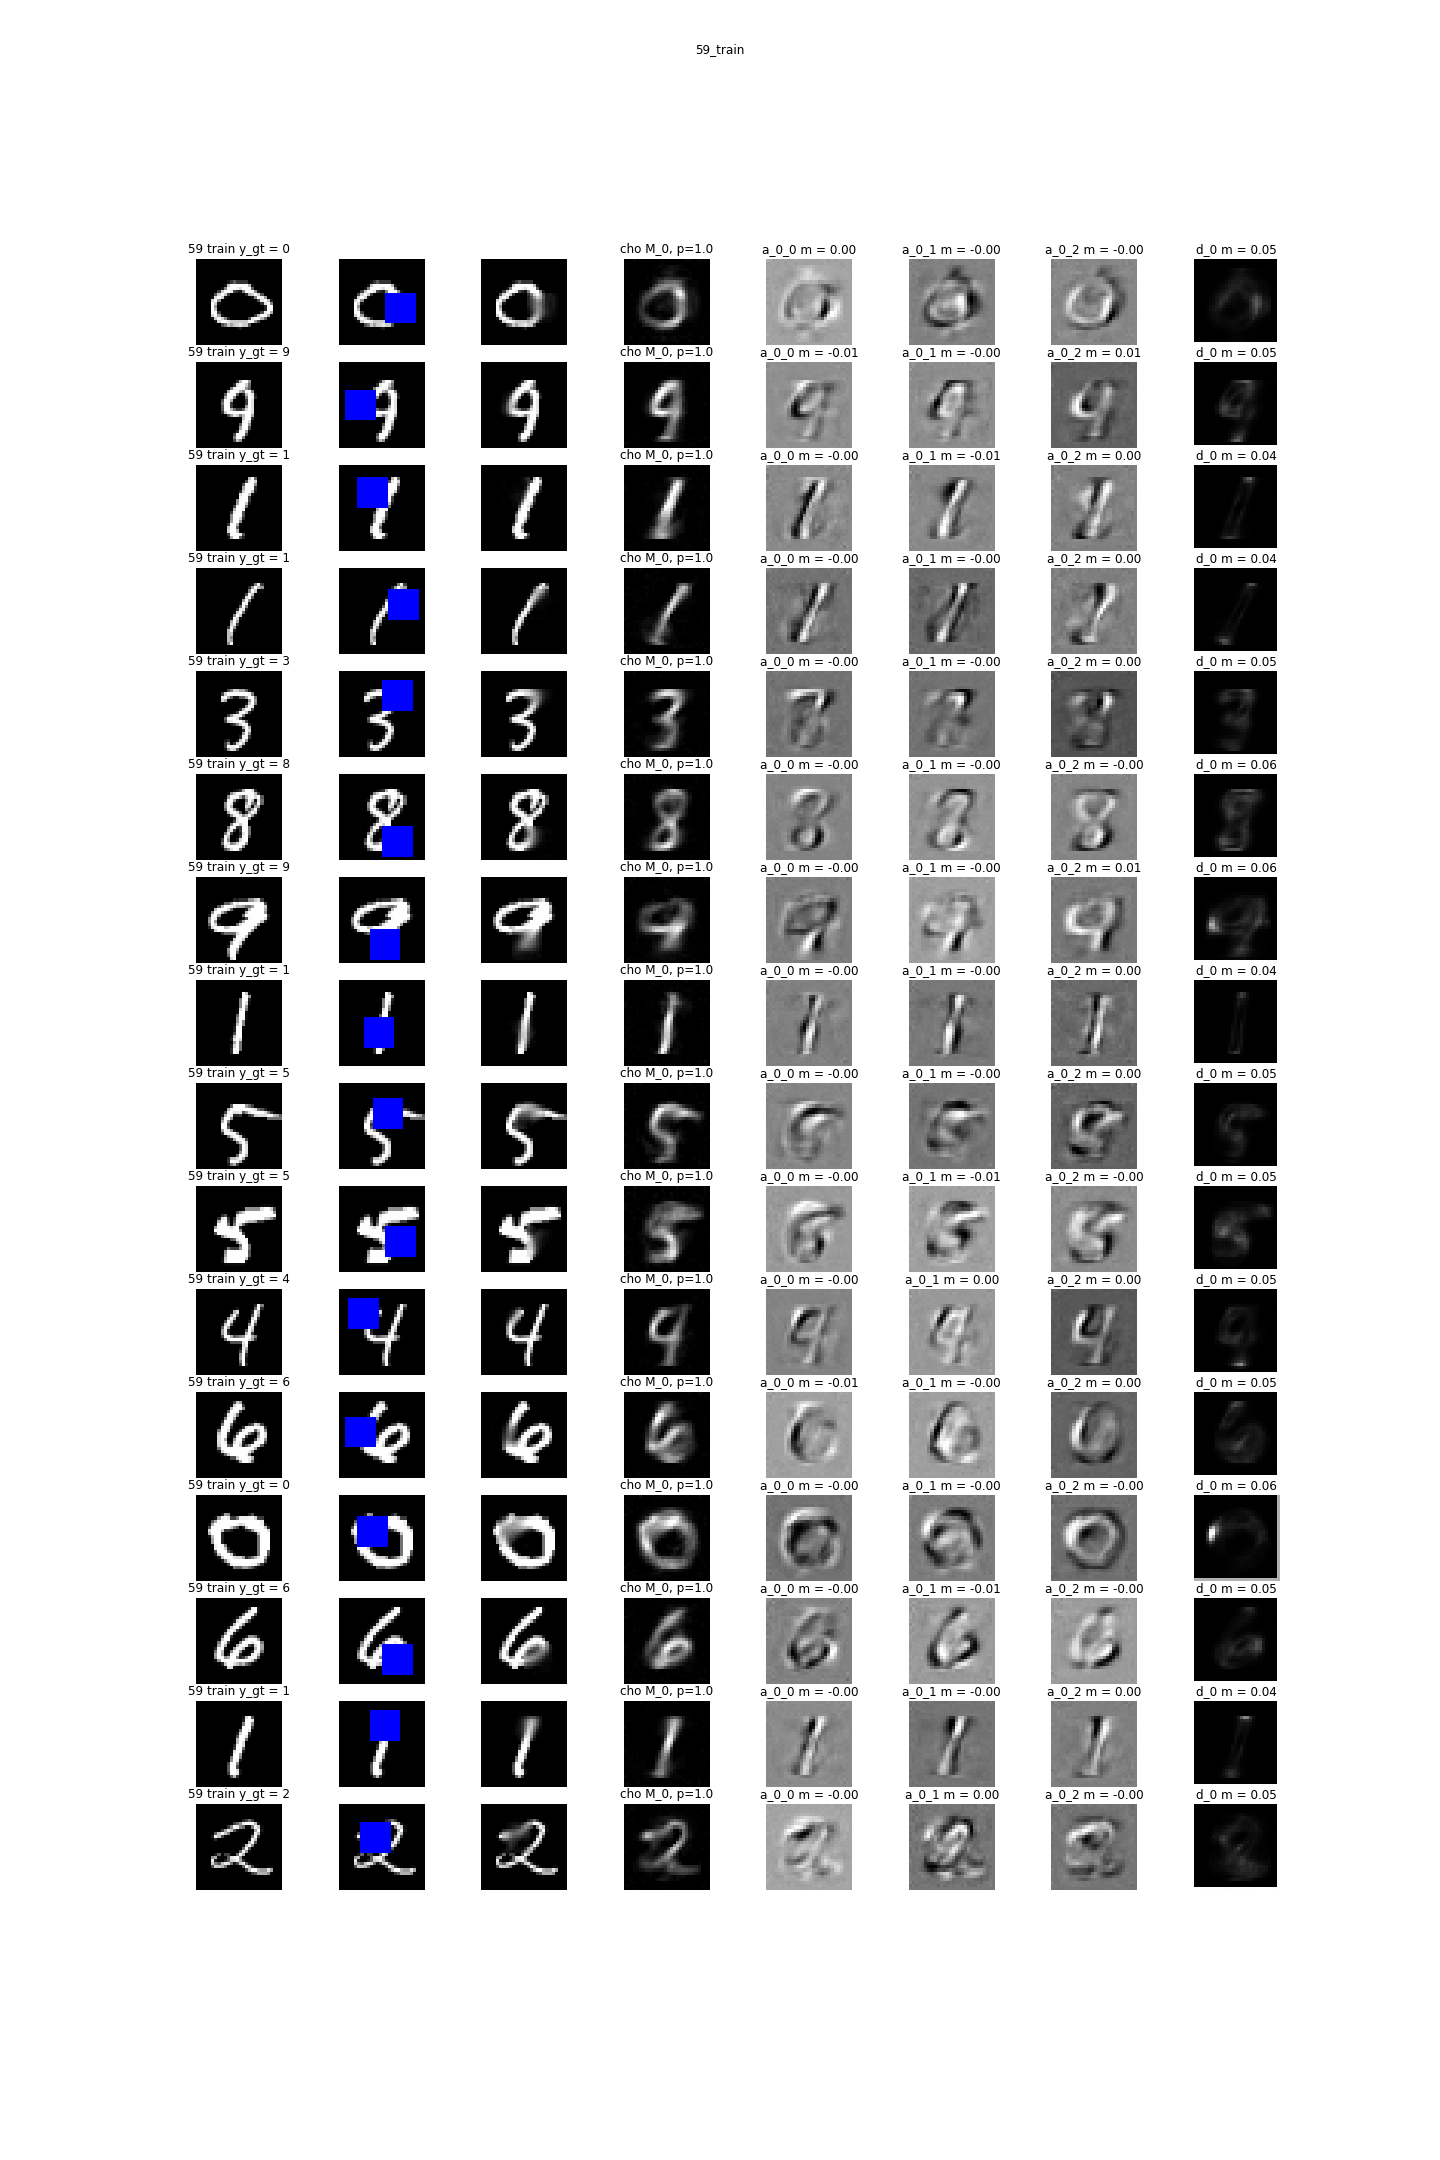 59_train
59 train y_gt = 0 cho M_0, p=1.0 a_0_0 m = 0.00 a_0_1 m = -0.00 a_0_2 m = -0.00 d_0 m = 0.05
59 train y_gt = 9 cho M_0, p=1.0 a_0_0 m = -0.01 a_0_1 m = -0.00 a_0_2 m = 0.01 d_0 m = 0.05
59 train y_gt = 1 cho M_0, p=1.0 a_0_0 m = -0.00 a_0_1 m = -0.01 a_0_2 m = 0.00 d_0 m = 0.04
59 train y_gt = 1 cho M_0, p=1.0 a_0_0 m = -0.00 a_0_1 m = -0.00 a_0_2 m = 0.00 d_0 m = 0.04
59 train y_gt = 3 cho M_0, p=1.0 a_0_0 m = -0.00 a_0_1 m = -0.00 a_0_2 m = 0.00 d_0 m = 0.05
59 train y_gt = 8 cho M_0, p=1.0 a_0_0 m = -0.00 a_0_1 m = -0.00 a_0_2 m = -0.00 d_0 m = 0.06
59 train y_gt = 9 cho M_0, p=1.0 a_0_0 m = -0.00 a_0_1 m = -0.00 a_0_2 m = 0.01 d_0 m = 0.06
59 train y_gt = 1 cho M_0, p=1.0 a_0_0 m = -0.00 a_0_1 m = -0.00 a_0_2 m = 0.00 d_0 m = 0.04
59 train y_gt = 5 cho M_0, p=1.0 a_0_0 m = -0.00 a_0_1 m = -0.00 a_0_2 m = 0.00 d_0 m = 0.05
59 train y_gt = 5 cho M_0, p=1.0 a_0_0 m = -0.00 a_0_1 m = -0.01 a_0_2 m = -0.00 d_0 m = 0.05
59 train y_gt = 4 cho M_0, p=1.0 a_0_0 m = -0.00 a_0_1 m = 0.00 a_0_2 m = 0.00 d_0 m = 0.05
59 train y_gt = 6 cho M_0, p=1.0 a_0_0 m = -0.01 a_0_1 m = -0.00 a_0_2 m = 0.00 d_0 m = 0.05
59 train y_gt = 0 cho M_0, p=1.0 a_0_0 m = -0.00 a_0_1 m = -0.00 a_0_2 m = -0.00 d_0 m = 0.06
59 train y_gt = 6 cho M_0, p=1.0 a_0_0 m = -0.00 a_0_1 m = -0.01 a_0_2 m = -0.00 d_0 m = 0.05
59 train y_gt = 1 cho M_0, p=1.0 a_0_0 m = -0.00 a_0_1 m = -0.00 a_0_2 m = 0.00 d_0 m = 0.04
59 train y_gt = 2 cho M_0, p=1.0 a_0_0 m = -0.00 a_0_1 m = 0.00 a_0_2 m = -0.00 d_0 m = 0.05